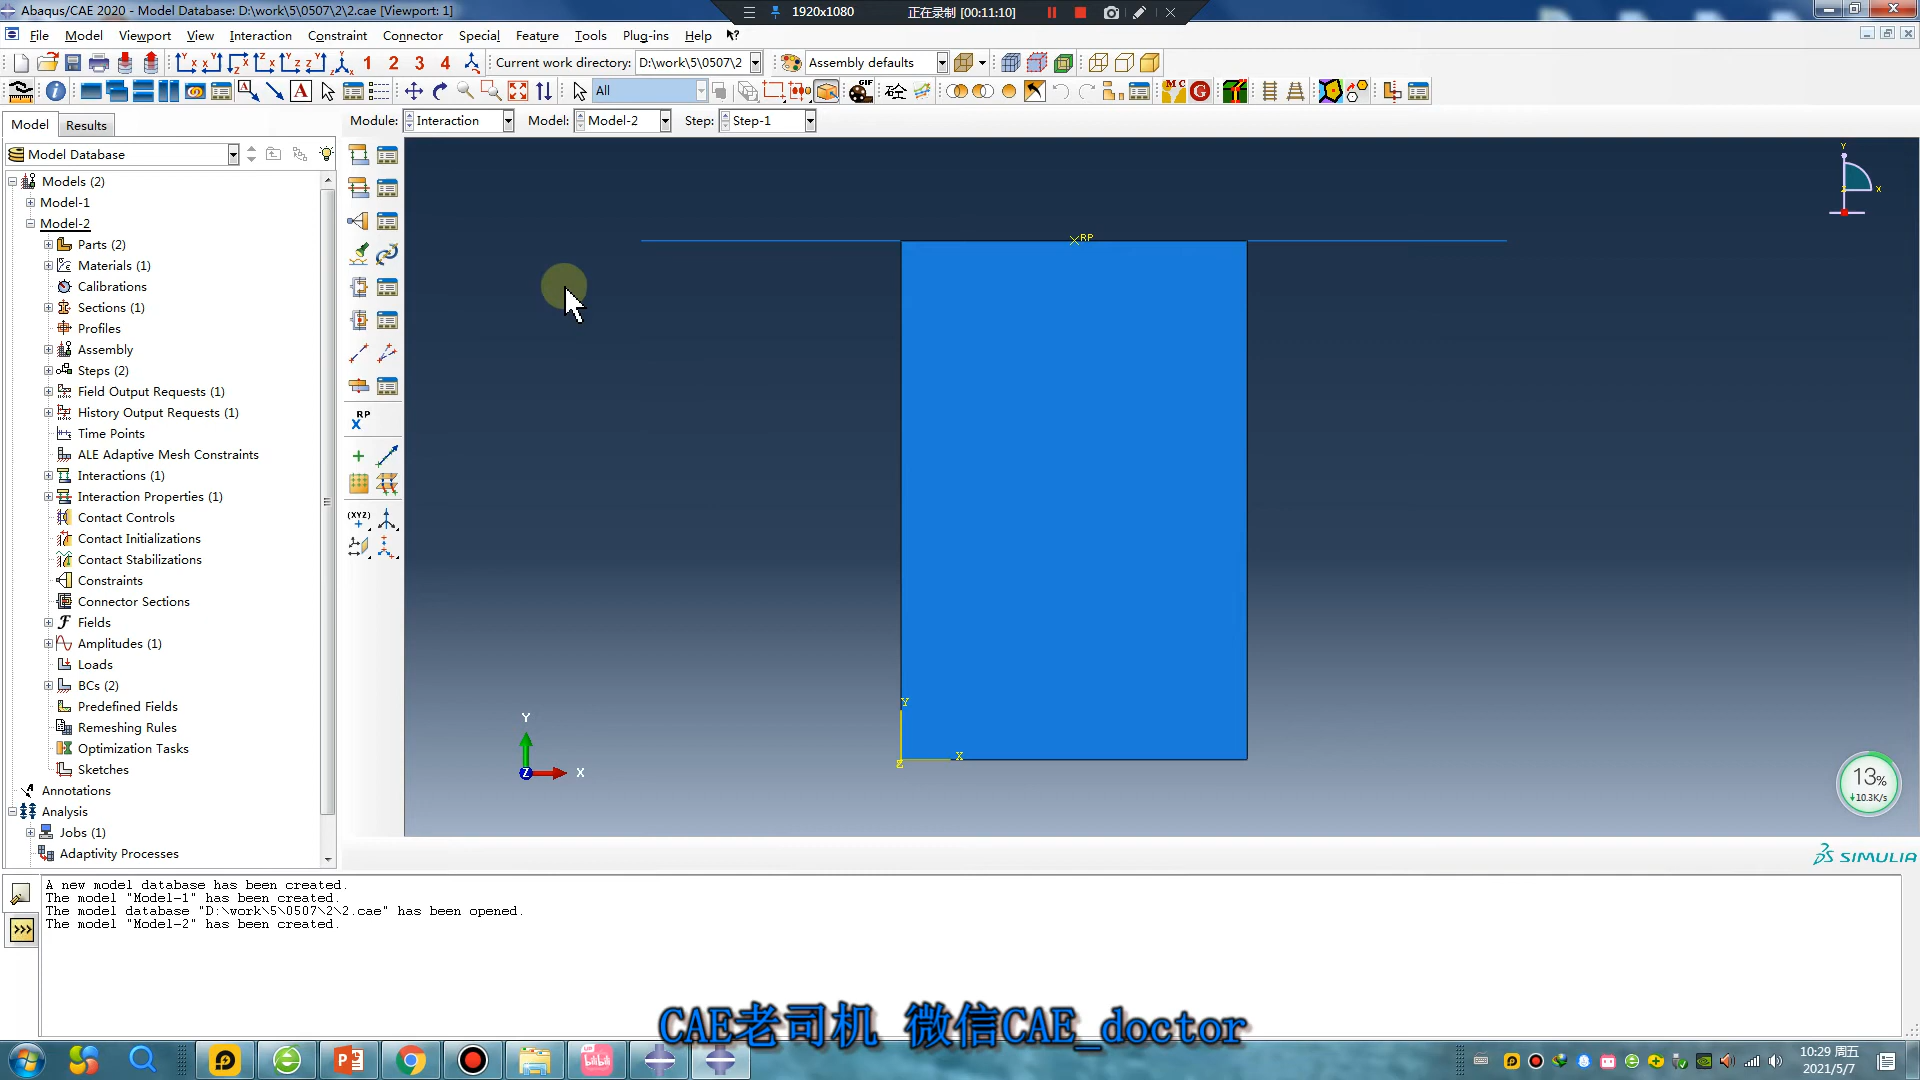 Abaqus/CAE 2020 - Model Database: D:\work\5\0507\2\2.cae [Viewport: 1]
1920x1080 正在录制 [00:11:10]
File Model Viewport View Interaction Constraint Connector Special Feature Tools Plug-ins Help
1 2 3 4 Current work directory: D:\work\5\0507\2 Assembly defaults
All
Model Results Module: Interaction Model: Model-2 Step: Step-1
Model Database
Models (2)
Model-1
Model-2
Parts (2)
Materials (1)
Calibrations
Sections (1)
Profiles
Assembly
Steps (2)
Field Output Requests (1)
History Output Requests (1)
Time Points
ALE Adaptive Mesh Constraints
Interactions (1)
Interaction Properties (1)
Contact Controls
Contact Initializations
Contact Stabilizations
Constraints
Connector Sections
Fields
Amplitudes (1)
Loads
BCs (2)
Predefined Fields
Remeshing Rules
Optimization Tasks
Sketches
Annotations
Analysis
Jobs (1)
Adaptivity Processes
RP
(XYZ)
RP
Y
X
Y
X
Z
Y
X
Z
13%
10.3K/s
SIMULIA
A new model database has been created.
The model "Model-1" has been created.
The model database "D:\work\5\0507\2\2.cae" has been opened.
The model "Model-2" has been created.
CAE老司机 微信CAE_doctor
10:29 周五
2021/5/7